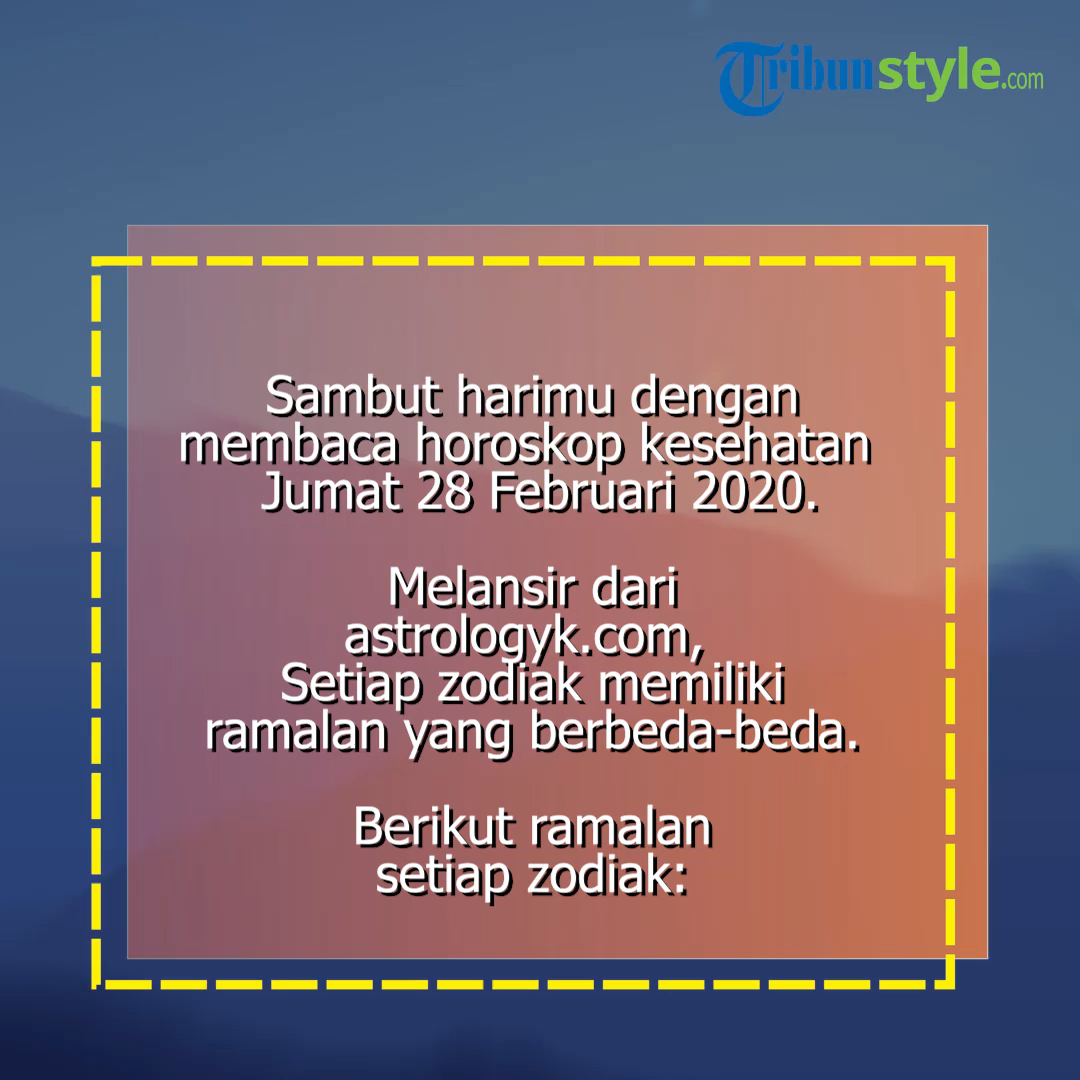 Tribunstyle.com
Sambut harimu dengan
membaca horoskop kesehatan
Jumat 28 Februari 2020.
Melansir dari
astrologyk.com,
Setiap zodiak memiliki
ramalan yang berbeda-beda.
Berikut ramalan
setiap zodiak: